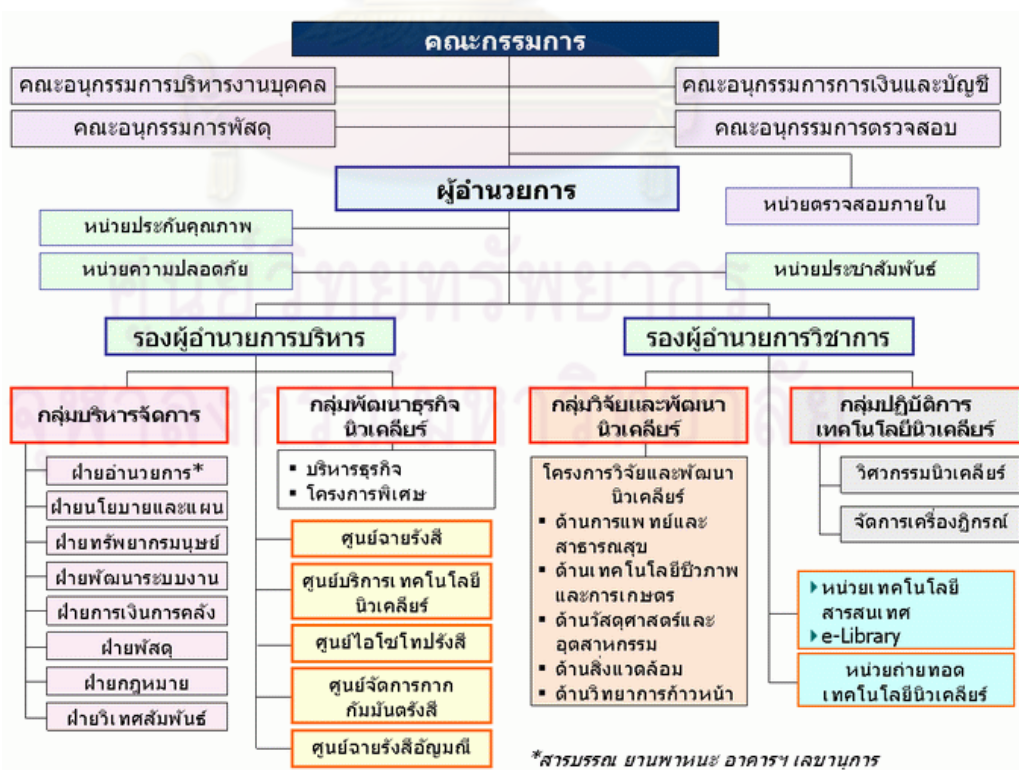 คณะกรรมการ
คณะอนุกรรมการบริหารงานบุคคล
คณะอนุกรรมการการเงินและบัญชี
คณะอนุกรรมการพัสดุ
คณะอนุกรรมการตรวจสอบ
ผู้อำนวยการ
หน่วยตรวจสอบภายใน
หน่วยประกันคุณภาพ
หน่วยความปลอดภัย
หน่วยประชาสัมพันธ์
ศูนย์วิทยทรัพยากร
จุฬาลงกรณ์มหาวิทยาลัย
รองผู้อำนวยการบริหาร
รองผู้อำนวยการวิชาการ
กลุ่มบริหารจัดการ
ฝ่ายอำนวยการ*
ฝ่ายนโยบายและแผน
ฝ่ายทรัพยากรมนุษย์
ฝ่ายพัฒนาระบบงาน
ฝ่ายการเงินการคลัง
ฝ่ายพัสดุ
ฝ่ายกฎหมาย
ฝ่ายวิเทศสัมพันธ์
กลุ่มพัฒนาธุรกิจ
นิวเคลียร์
▪ บริหารธุรกิจ
▪ โครงการพิเศษ
ศูนย์ฉายรังสี
ศูนย์บริการเทคโนโลยี
นิวเคลียร์
ศูนย์ไอโซโทปรังสี
ศูนย์จัดการกาก
กัมมันตรังสี
ศูนย์ฉายรังสีอัญมณี
กลุ่มวิจัยและพัฒนา
นิวเคลียร์
โครงการวิจัยและพัฒนา
นิวเคลียร์
▪ ด้านการแพทย์และ
สาธารณสุข
▪ ด้านเทคโนโลยีชีวภาพ
และการเกษตร
▪ ด้านวัสดุศาสตร์และ
อุตสาหกรรม
▪ ด้านสิ่งแวดล้อม
▪ ด้านวิทยาการก้าวหน้า
กลุ่มปฏิบัติการ
เทคโนโลยีนิวเคลียร์
วิศวกรรมนิวเคลียร์
จัดการเครื่องฏิกรณ์
หน่วยเทคโนโลยี
สารสนเทศ
e-Library
หน่วยถ่ายทอด
เทคโนโลยีนิวเคลียร์
*สารบรรณ ยานพาหนะ อาคารฯ เลขานุการ